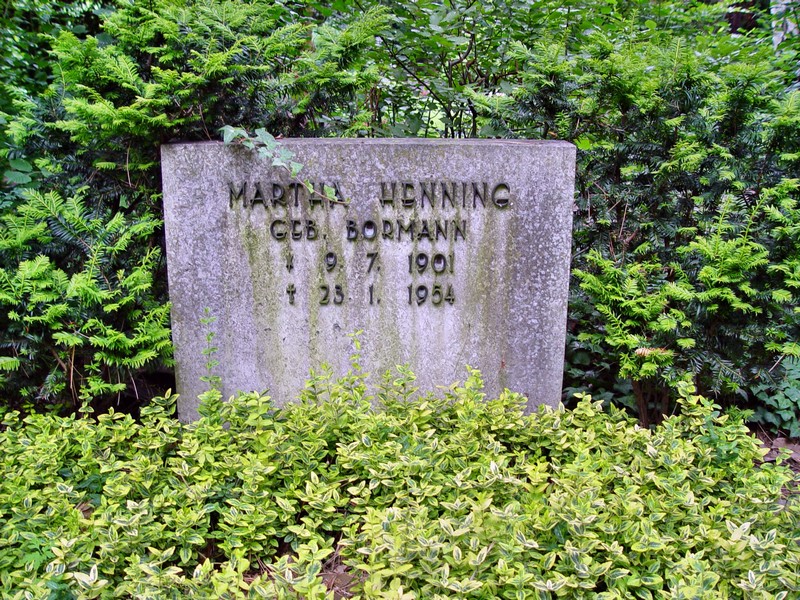 MARTHA HENNING
GEB. BORMANN
* 9. 7. 1901
† 23. 1. 1954